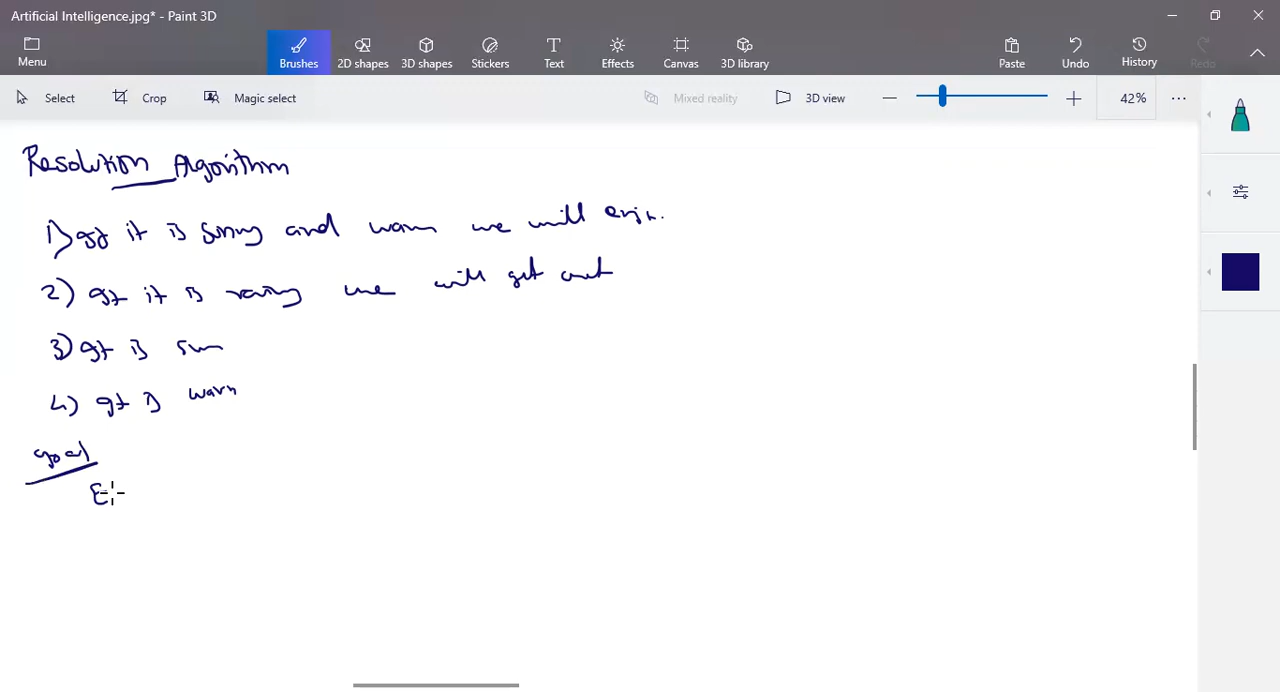 Artificial Intelligence.jpg* - Paint 3D
Menu Brushes 2D shapes 3D shapes Stickers Text Effects Canvas 3D library Paste Undo History Redo
Select Crop Magic select Mixed reality 3D view 42%
Resolution Algorithm
1) If it is sunny and warm we will
2) If it is raining we will get wet
3) It is sun
4) It is warm
goal
E